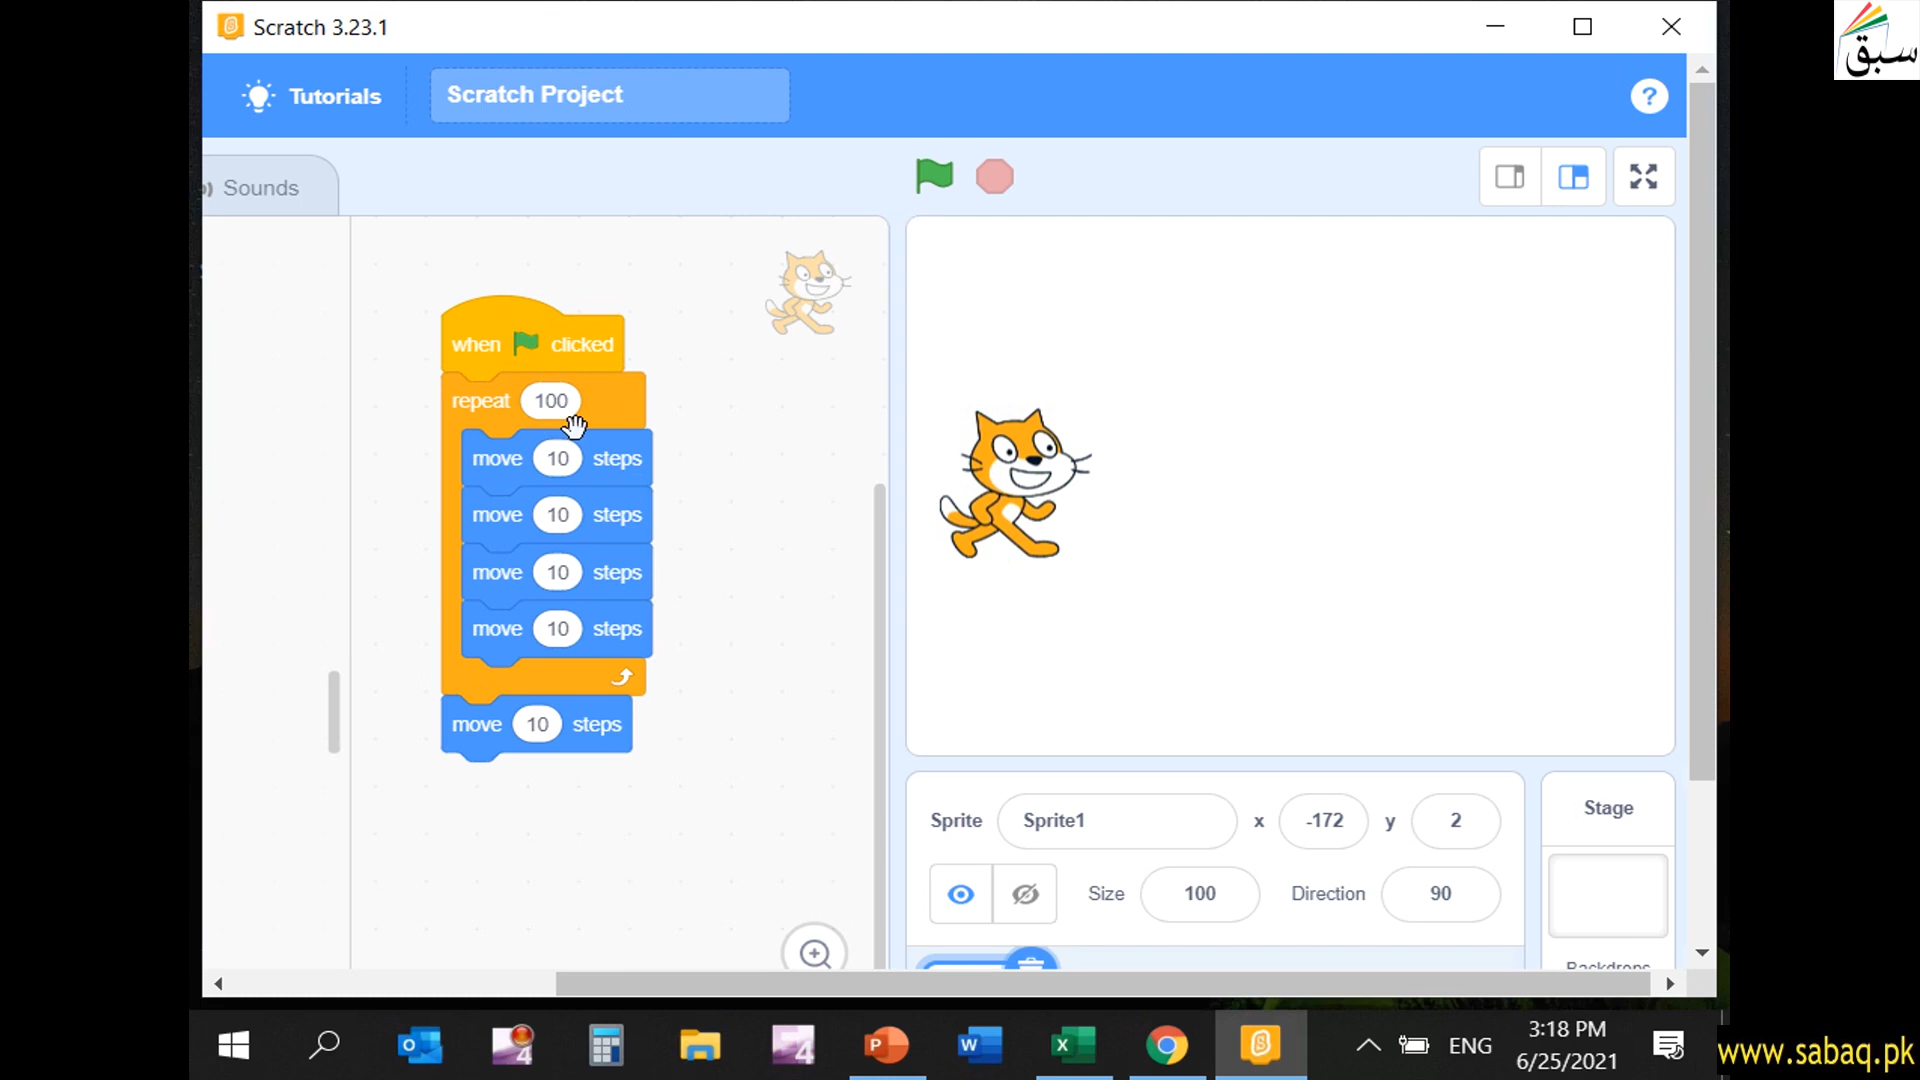 Scratch 3.23.1
سبق
Tutorials
Scratch Project
?
Sounds
when clicked
repeat 100
move 10 steps
move 10 steps
move 10 steps
move 10 steps
move 10 steps
Sprite Sprite1 x -172 y 2
Stage
Size 100 Direction 90
Backdrops
ENG
3:18 PM
6/25/2021
www.sabaq.pk